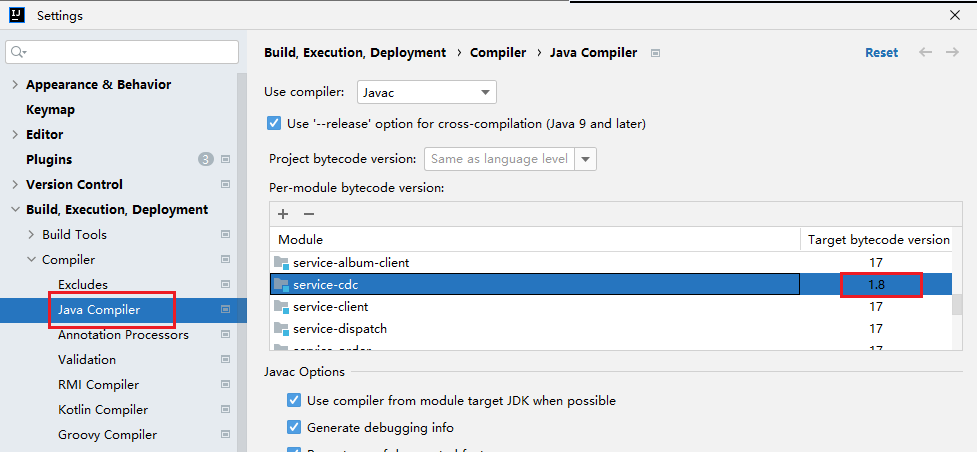 Settings
Build, Execution, Deployment › Compiler › Java Compiler
Reset
Appearance & Behavior
Keymap
Editor
Plugins
3
Version Control
Build, Execution, Deployment
Build Tools
Compiler
Excludes
Java Compiler
Annotation Processors
Validation
RMI Compiler
Kotlin Compiler
Groovy Compiler
Use compiler: Javac
Use '--release' option for cross-compilation (Java 9 and later)
Project bytecode version: Same as language level
Per-module bytecode version:
Module Target bytecode version
service-album-client 17
service-cdc 1.8
service-client 17
service-dispatch 17
service-order 17
Javac Options
Use compiler from module target JDK when possible
Generate debugging info